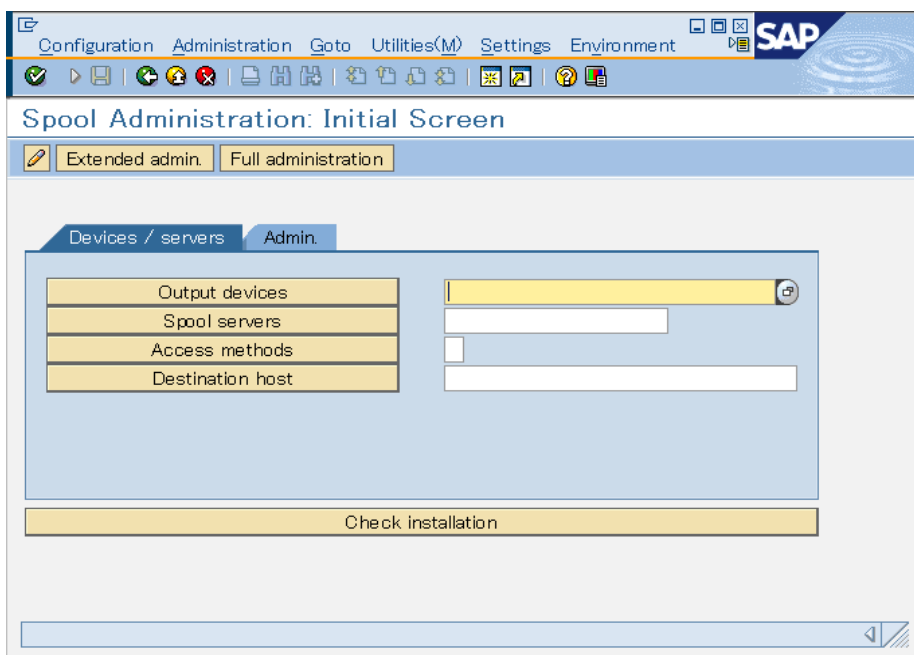 Configuration Administration Goto Utilities(M) Settings Environment
SAP
Spool Administration: Initial Screen
Extended admin. Full administration
Devices / servers Admin.
Output devices
Spool servers
Access methods
Destination host
Check installation